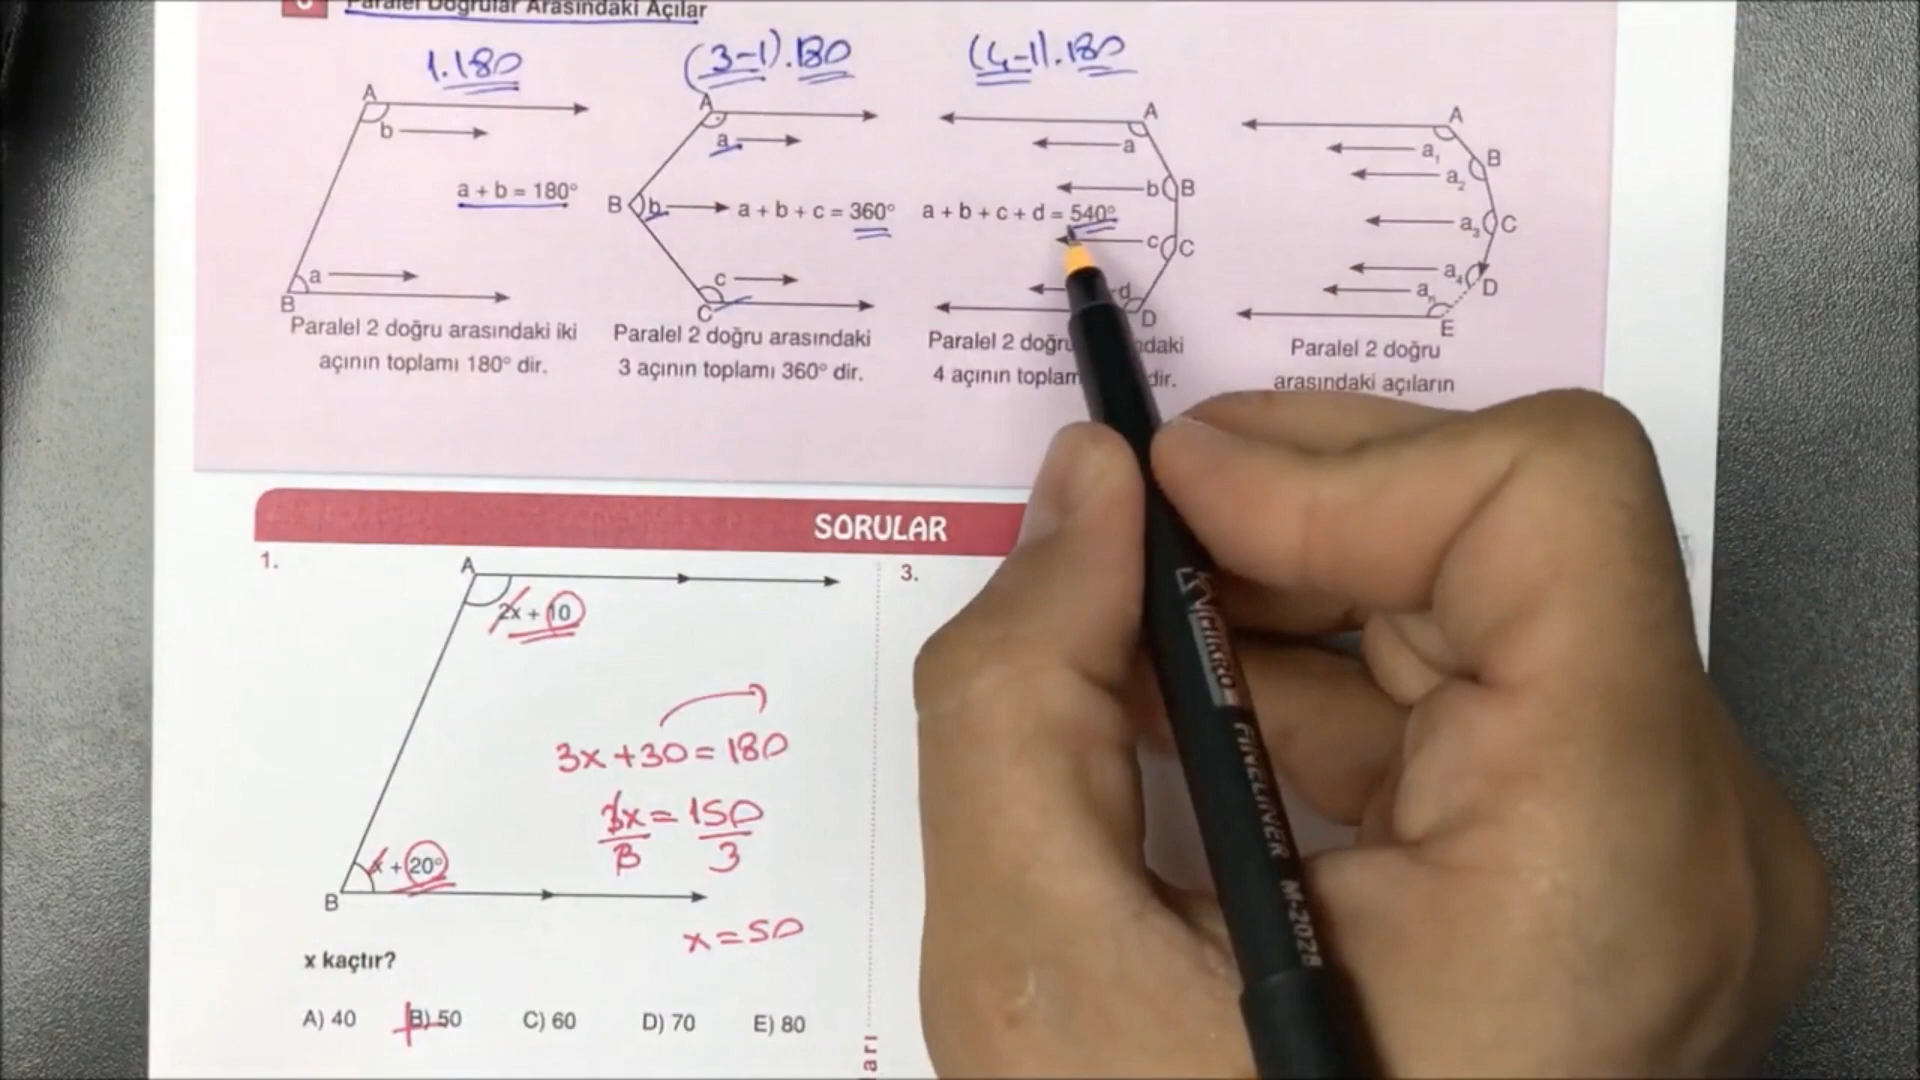 Paralel Doğrular Arasındaki Açılar
1.180
(3-1).180
(4-1).180
A
b
a + b = 180°
a
B
Paralel 2 doğru arasındaki iki
açının toplamı 180° dir.
A
a
B
b
a + b + c = 360°
c
C
Paralel 2 doğru arasındaki
3 açının toplamı 360° dir.
A
a
b B
a + b + c + d = 540°
c C
d
D
Paralel 2 doğru
4 açının dir.
A
a1
B
a2
a3 C
a4
D
an
E
Paralel 2 doğru
arasındaki açıların
SORULAR
1.
A
2x + 10
3x + 30 = 180
3x = 150
3 3
x + 20°
B
x = 50
x kaçtır?
A) 40 B) 50 C) 60 D) 70 E) 80
3.
FINELINER M-2028